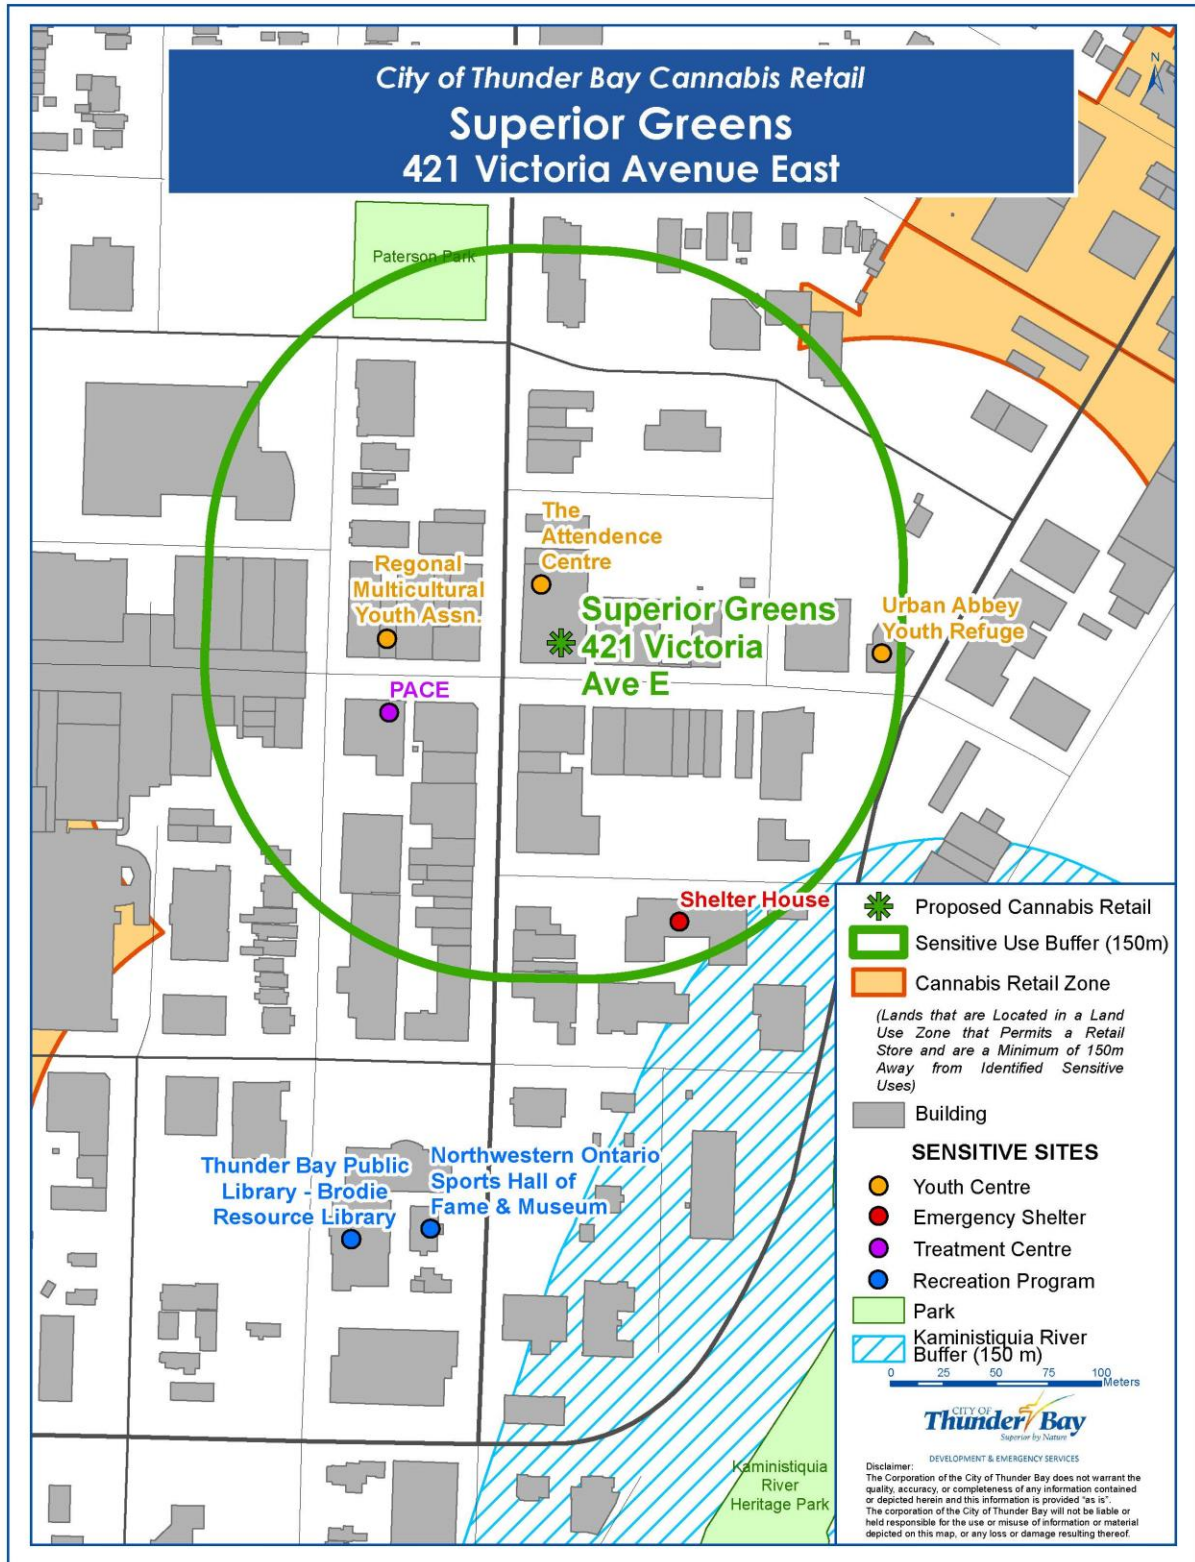 City of Thunder Bay Cannabis Retail
Superior Greens
421 Victoria Avenue East
N
Paterson Park
The
Attendence
Centre
Regonal
Multicultural
Youth Assn.
Superior Greens
421 Victoria
Ave E
Urban Abbey
Youth Refuge
PACE
Shelter House
Thunder Bay Public
Library - Brodie
Resource Library
Northwestern Ontario
Sports Hall of
Fame & Museum
Kaministiquia
River
Heritage Park
Proposed Cannabis Retail
Sensitive Use Buffer (150m)
Cannabis Retail Zone
(Lands that are Located in a Land
Use Zone that Permits a Retail
Store and are a Minimum of 150m
Away from Identified Sensitive
Uses)
Building
SENSITIVE SITES
Youth Centre
Emergency Shelter
Treatment Centre
Recreation Program
Park
Kaministiquia River
Buffer (150 m)
0 25 50 75 100
Meters
CITY OF
Thunder Bay
Superior by Nature
DEVELOPMENT & EMERGENCY SERVICES
Disclaimer:
The Corporation of the City of Thunder Bay does not warrant the
quality, accuracy, or completeness of any information contained
or depicted herein and this information is provided "as is".
The corporation of the City of Thunder Bay will not be liable or
held responsible for the use or misuse of information or material
depicted on this map, or any loss or damage resulting thereof.